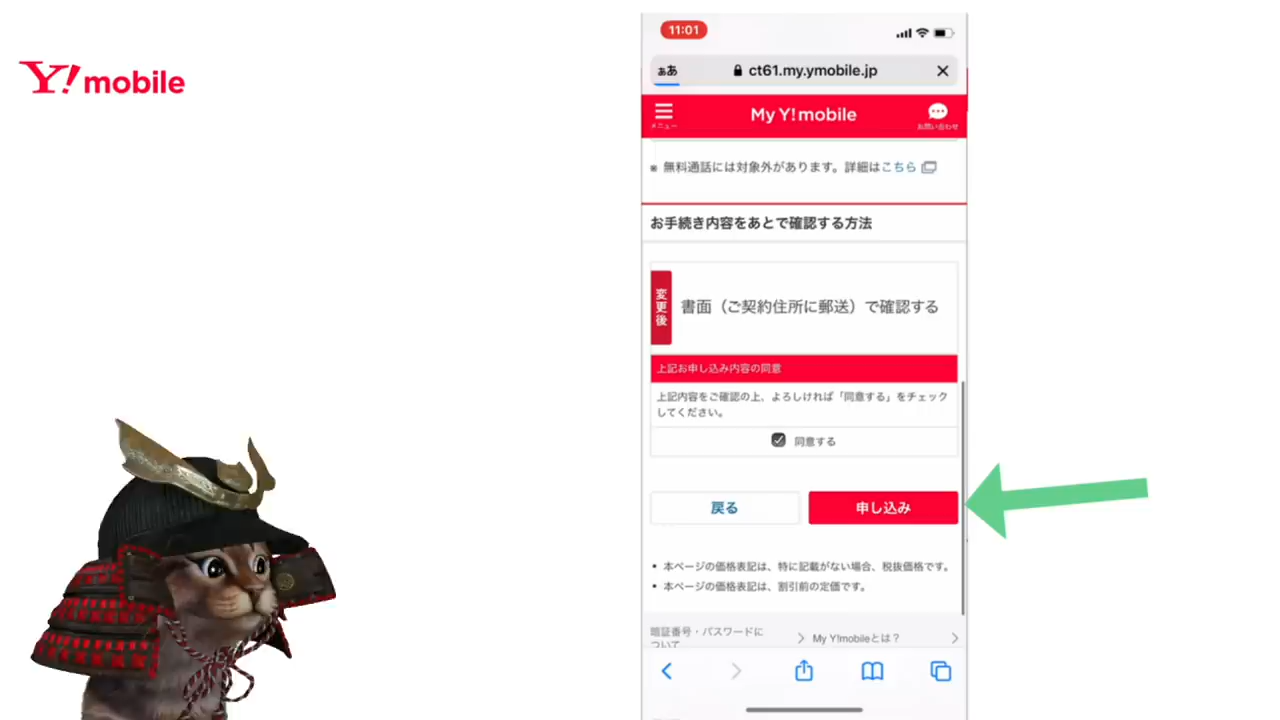 Y!mobile
11:01
ぁあ
ct61.my.ymobile.jp
メニュー
My Y!mobile
お問い合わせ
※ 無料通話には対象外があります。詳細はこちら
お手続き内容をあとで確認する方法
変更後
書面（ご契約住所に郵送）で確認する
上記お申し込み内容の同意
上記内容をご確認の上、よろしければ「同意する」をチェック
してください。
同意する
戻る
申し込み
• 本ページの価格表記は、特に記載がない場合、税抜価格です。
• 本ページの価格表記は、割引前の定価です。
暗証番号・パスワードに
ついて
My Y!mobileとは？